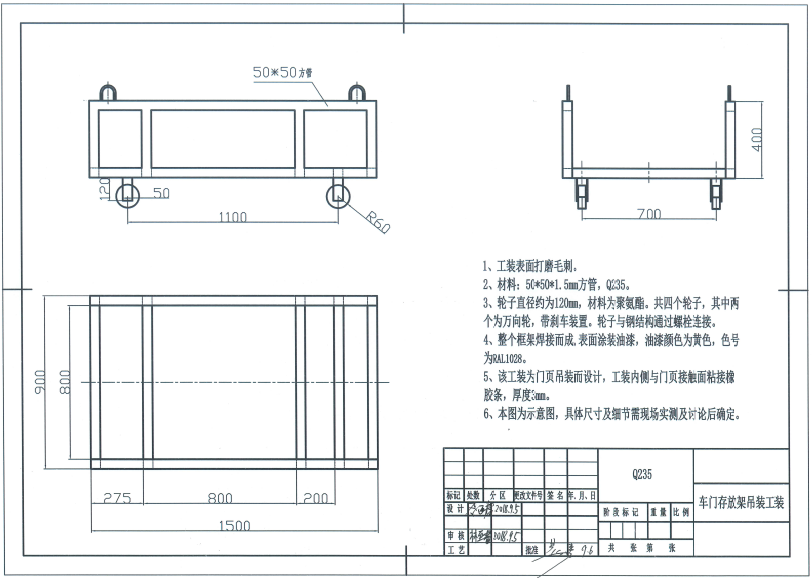 50*50方管
120
50
1100
R60
400
700
1、工装表面打磨毛刺。
2、材料：50*50*1.5mm方管，Q235。
3、轮子直径约为120mm，材料为聚氨酯。共四个轮子，其中两
个为万向轮，带刹车装置。轮子与钢结构通过螺栓连接。
4、整个框架焊接而成，表面涂装油漆，油漆颜色为黄色，色号
为RAL1028。
5、该工装为门页吊装而设计，工装内侧与门页接触面粘接橡
胶条，厚度3mm。
6、本图为示意图，具体尺寸及细节需现场实测及讨论后确定。
900
800
275
800
200
1500
Q235
标记 处数 分区 更改文件号 签名 年、月、日
设计 2018.9.5
阶段标记 重量 比例
车门存放架吊装工装
审核 2018.9.5
工艺 批准 9.6
共 张 第 张